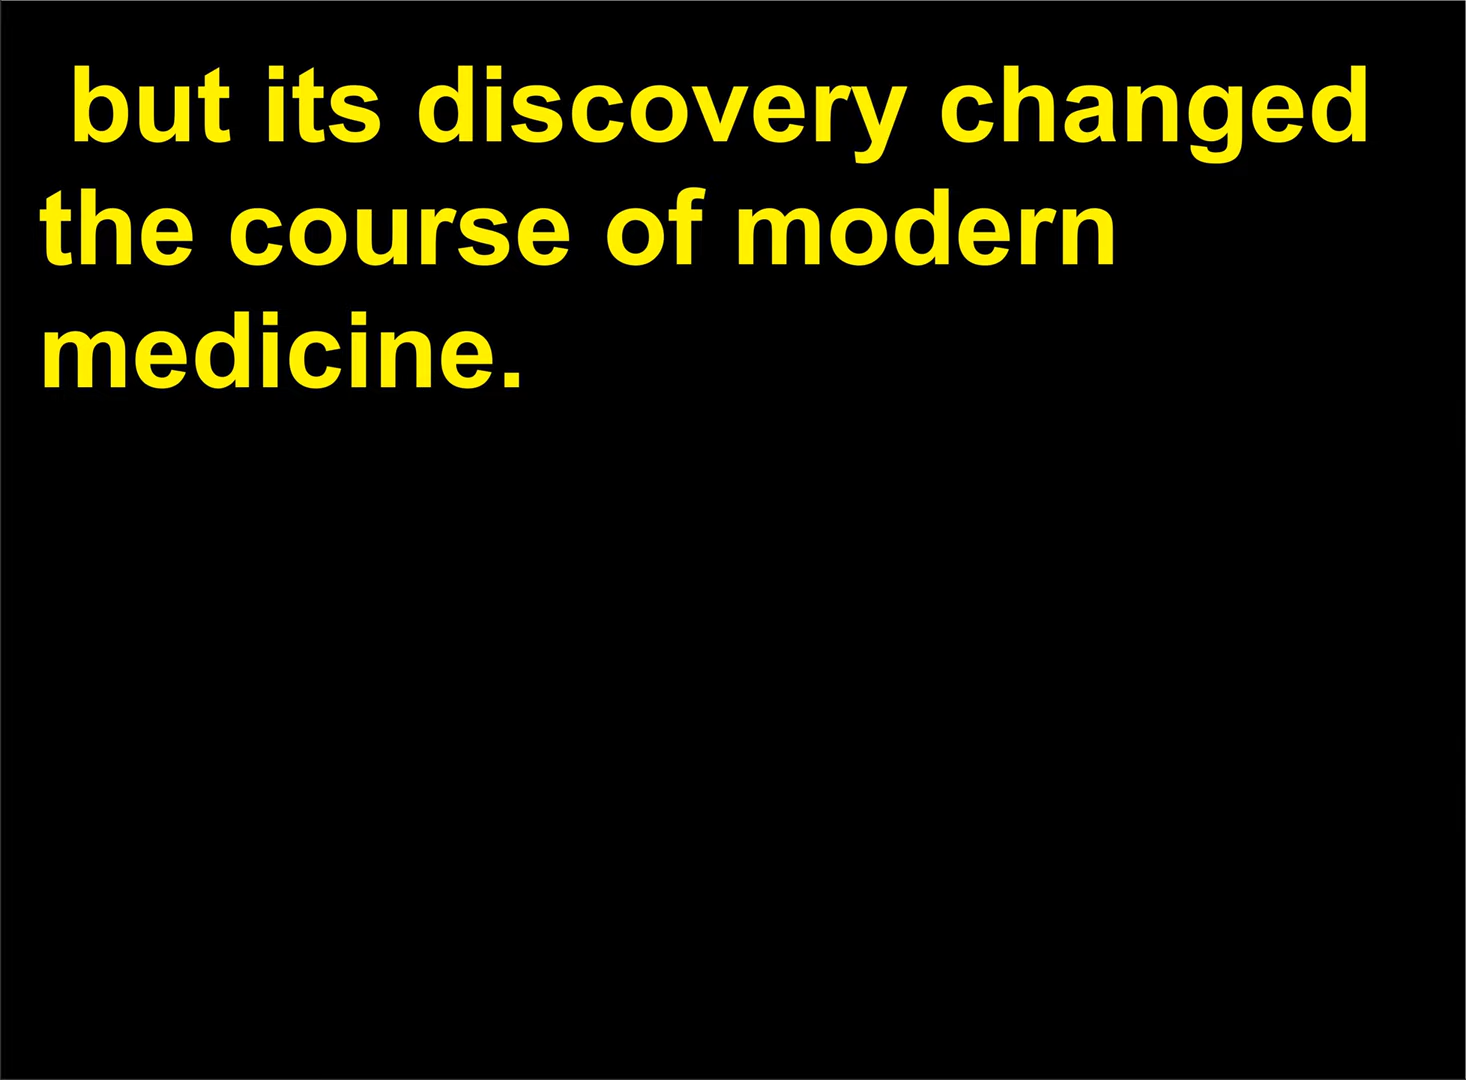 but its discovery changed
the course of modern
medicine.